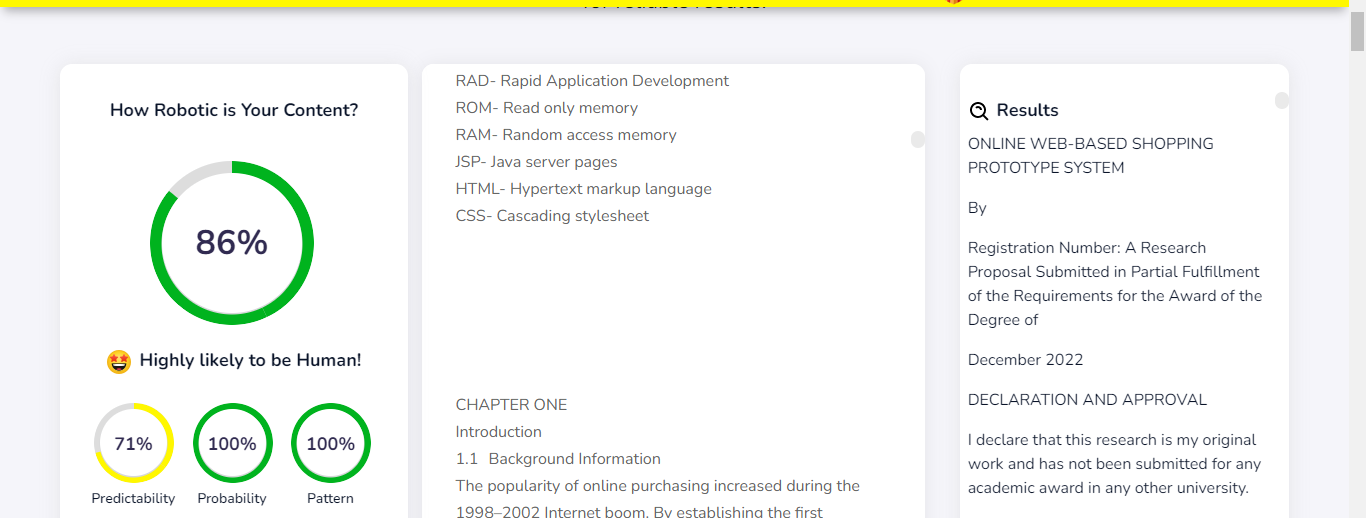 How Robotic is Your Content?
86%
Highly likely to be Human!
71%
100%
100%
Predictability
Probability
Pattern
RAD- Rapid Application Development
ROM- Read only memory
RAM- Random access memory
JSP- Java server pages
HTML- Hypertext markup language
CSS- Cascading stylesheet
CHAPTER ONE
Introduction
1.1 Background Information
The popularity of online purchasing increased during the
1998–2002 Internet boom. By establishing the first
Results
ONLINE WEB-BASED SHOPPING
PROTOTYPE SYSTEM
By
Registration Number: A Research
Proposal Submitted in Partial Fulfillment
of the Requirements for the Award of the
Degree of
December 2022
DECLARATION AND APPROVAL
I declare that this research is my original
work and has not been submitted for any
academic award in any other university.